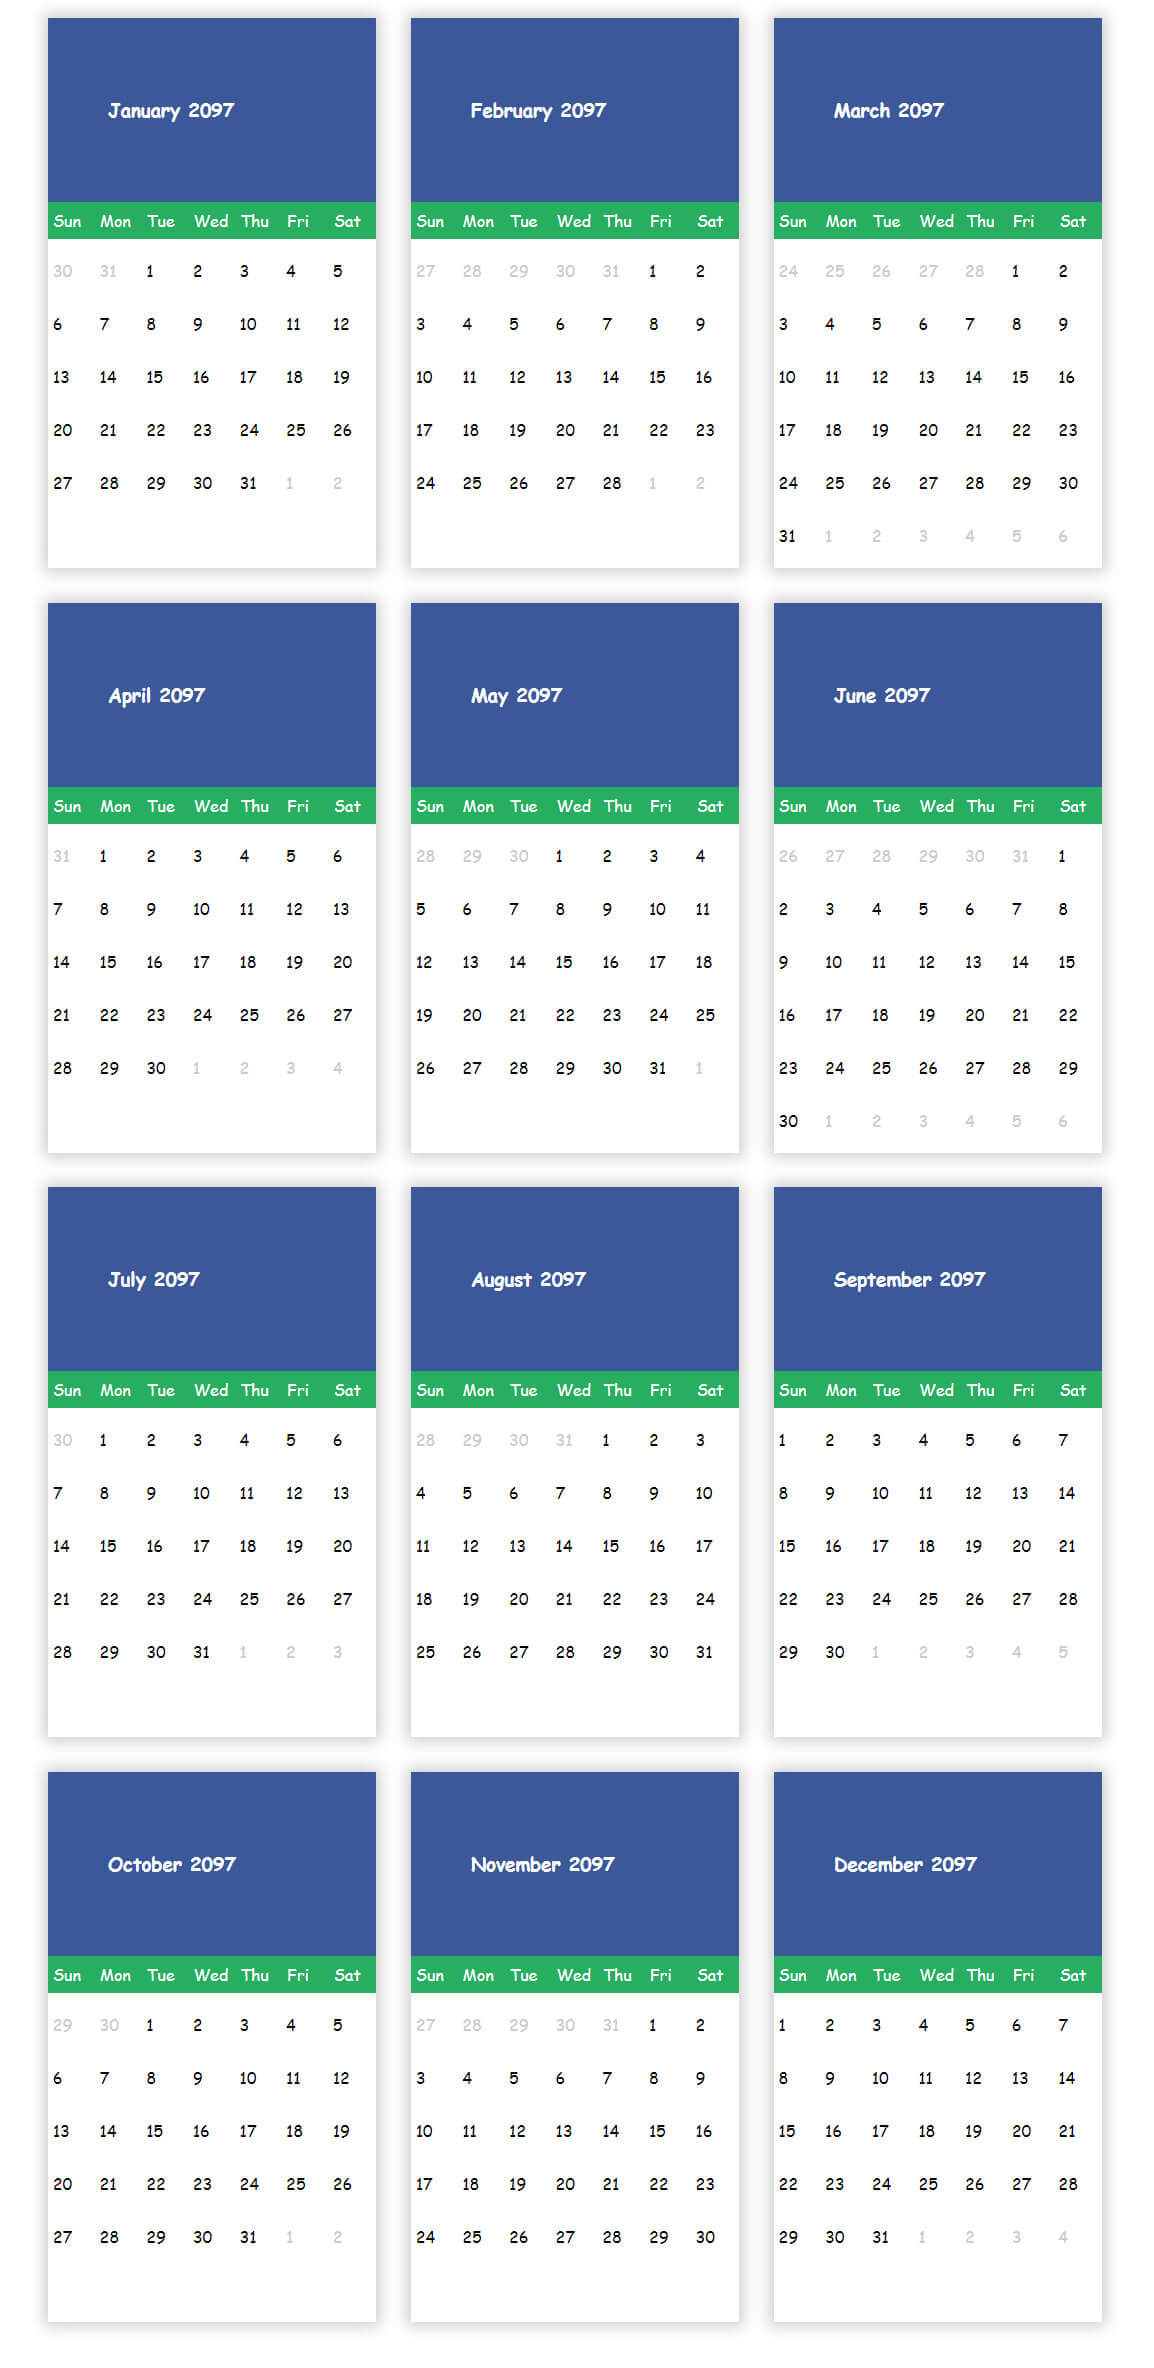 January 2097
Sun Mon Tue Wed Thu Fri Sat
30 31 1 2 3 4 5
6 7 8 9 10 11 12
13 14 15 16 17 18 19
20 21 22 23 24 25 26
27 28 29 30 31 1 2
February 2097
Sun Mon Tue Wed Thu Fri Sat
27 28 29 30 31 1 2
3 4 5 6 7 8 9
10 11 12 13 14 15 16
17 18 19 20 21 22 23
24 25 26 27 28 1 2
March 2097
Sun Mon Tue Wed Thu Fri Sat
24 25 26 27 28 1 2
3 4 5 6 7 8 9
10 11 12 13 14 15 16
17 18 19 20 21 22 23
24 25 26 27 28 29 30
31 1 2 3 4 5 6
April 2097
Sun Mon Tue Wed Thu Fri Sat
31 1 2 3 4 5 6
7 8 9 10 11 12 13
14 15 16 17 18 19 20
21 22 23 24 25 26 27
28 29 30 1 2 3 4
May 2097
Sun Mon Tue Wed Thu Fri Sat
28 29 30 1 2 3 4
5 6 7 8 9 10 11
12 13 14 15 16 17 18
19 20 21 22 23 24 25
26 27 28 29 30 31 1
June 2097
Sun Mon Tue Wed Thu Fri Sat
26 27 28 29 30 31 1
2 3 4 5 6 7 8
9 10 11 12 13 14 15
16 17 18 19 20 21 22
23 24 25 26 27 28 29
30 1 2 3 4 5 6
July 2097
Sun Mon Tue Wed Thu Fri Sat
30 1 2 3 4 5 6
7 8 9 10 11 12 13
14 15 16 17 18 19 20
21 22 23 24 25 26 27
28 29 30 31 1 2 3
August 2097
Sun Mon Tue Wed Thu Fri Sat
28 29 30 31 1 2 3
4 5 6 7 8 9 10
11 12 13 14 15 16 17
18 19 20 21 22 23 24
25 26 27 28 29 30 31
September 2097
Sun Mon Tue Wed Thu Fri Sat
1 2 3 4 5 6 7
8 9 10 11 12 13 14
15 16 17 18 19 20 21
22 23 24 25 26 27 28
29 30 1 2 3 4 5
October 2097
Sun Mon Tue Wed Thu Fri Sat
29 30 1 2 3 4 5
6 7 8 9 10 11 12
13 14 15 16 17 18 19
20 21 22 23 24 25 26
27 28 29 30 31 1 2
November 2097
Sun Mon Tue Wed Thu Fri Sat
27 28 29 30 31 1 2
3 4 5 6 7 8 9
10 11 12 13 14 15 16
17 18 19 20 21 22 23
24 25 26 27 28 29 30
December 2097
Sun Mon Tue Wed Thu Fri Sat
1 2 3 4 5 6 7
8 9 10 11 12 13 14
15 16 17 18 19 20 21
22 23 24 25 26 27 28
29 30 31 1 2 3 4